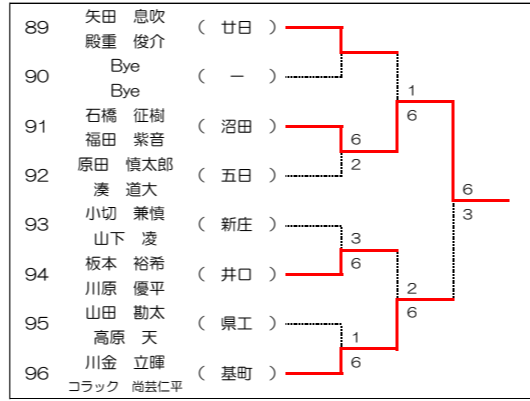 89 矢田 息吹 ( 廿日 )
殿重 俊介
90 Bye ( ー )
Bye
1
6
91 石橋 征樹 ( 沼田 )
福田 紫音
6
2
92 原田 慎太郎 ( 五日 )
湊 道大
6
3
93 小切 兼慎 ( 新庄 )
山下 凌
3
6
94 板本 裕希 ( 井口 )
川原 優平
2
6
95 山田 勘太 ( 県工 )
高原 天
1
6
96 川金 立暉 ( 基町 )
コラック 尚芸仁平